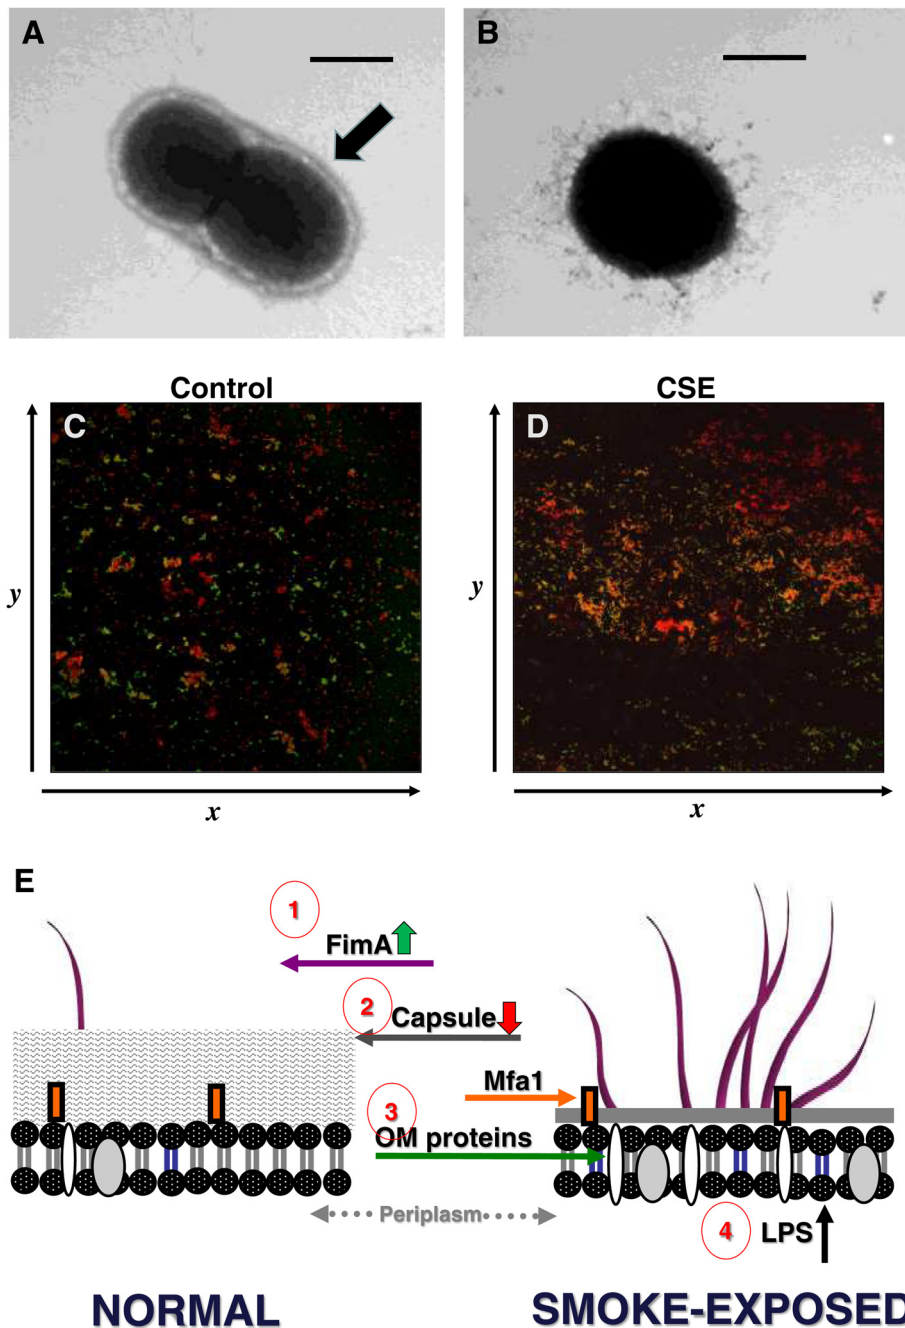 A
B
Control
CSE
C
D
y
y
x
x
E
1
FimA
2
Capsule
Mfa1
3
OM proteins
Periplasm
4
LPS
NORMAL
SMOKE-EXPOSED